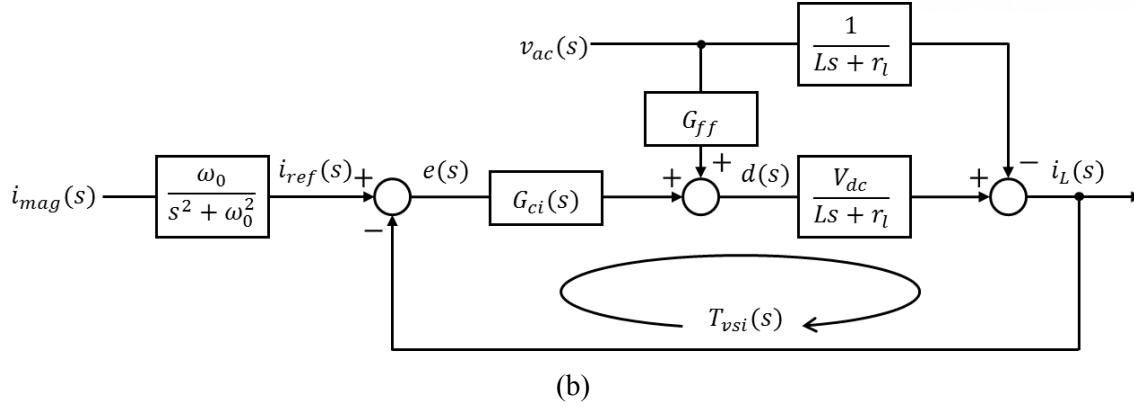 v_ac(s)
1
Ls + r_l
G_ff
+
−
i_mag(s)
ω_0
s^2 + ω_0^2
i_ref(s)
+
−
e(s)
G_ci(s)
+
d(s)
V_dc
Ls + r_l
+
i_L(s)
T_vsi(s)
(b)